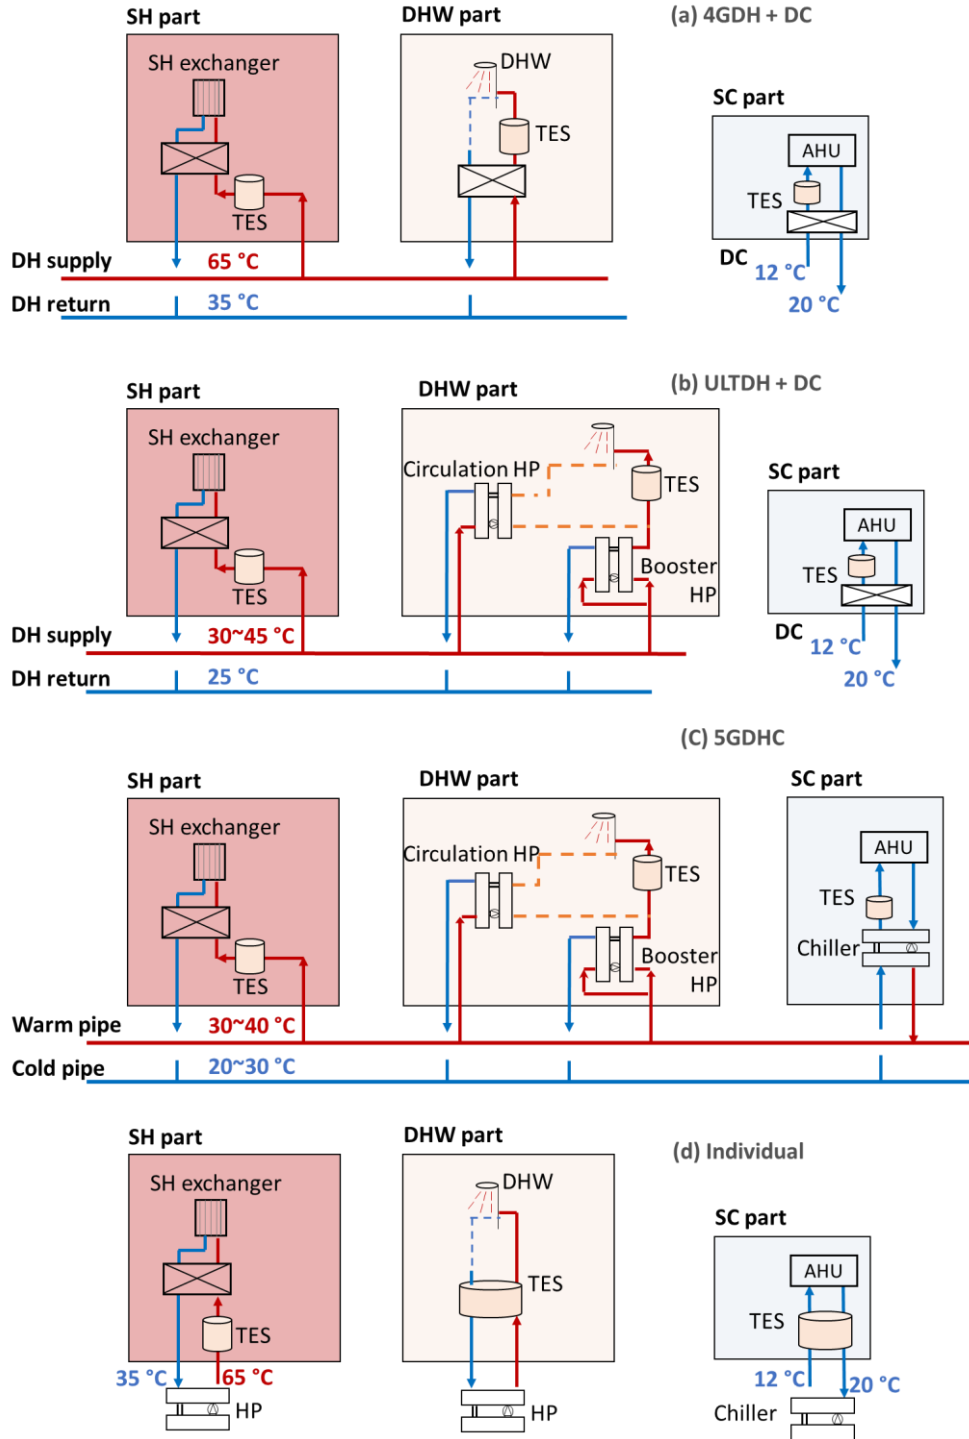 SH part
DHW part
(a) 4GDH + DC
SH exchanger
DHW
SC part
TES
AHU
TES
TES
DH supply
65 °C
DC
12 °C
DH return
35 °C
20 °C
SH part
DHW part
(b) ULTDH + DC
SH exchanger
Circulation HP
TES
SC part
AHU
TES
Booster
HP
TES
DH supply
30~45 °C
DC
12 °C
DH return
25 °C
20 °C
(C) 5GDHC
SH part
DHW part
SC part
SH exchanger
Circulation HP
AHU
TES
TES
Chiller
Booster
HP
TES
Warm pipe
30~40 °C
Cold pipe
20~30 °C
SH part
DHW part
(d) Individual
SH exchanger
DHW
SC part
AHU
TES
TES
TES
35 °C
65 °C
12 °C
20 °C
HP
HP
Chiller